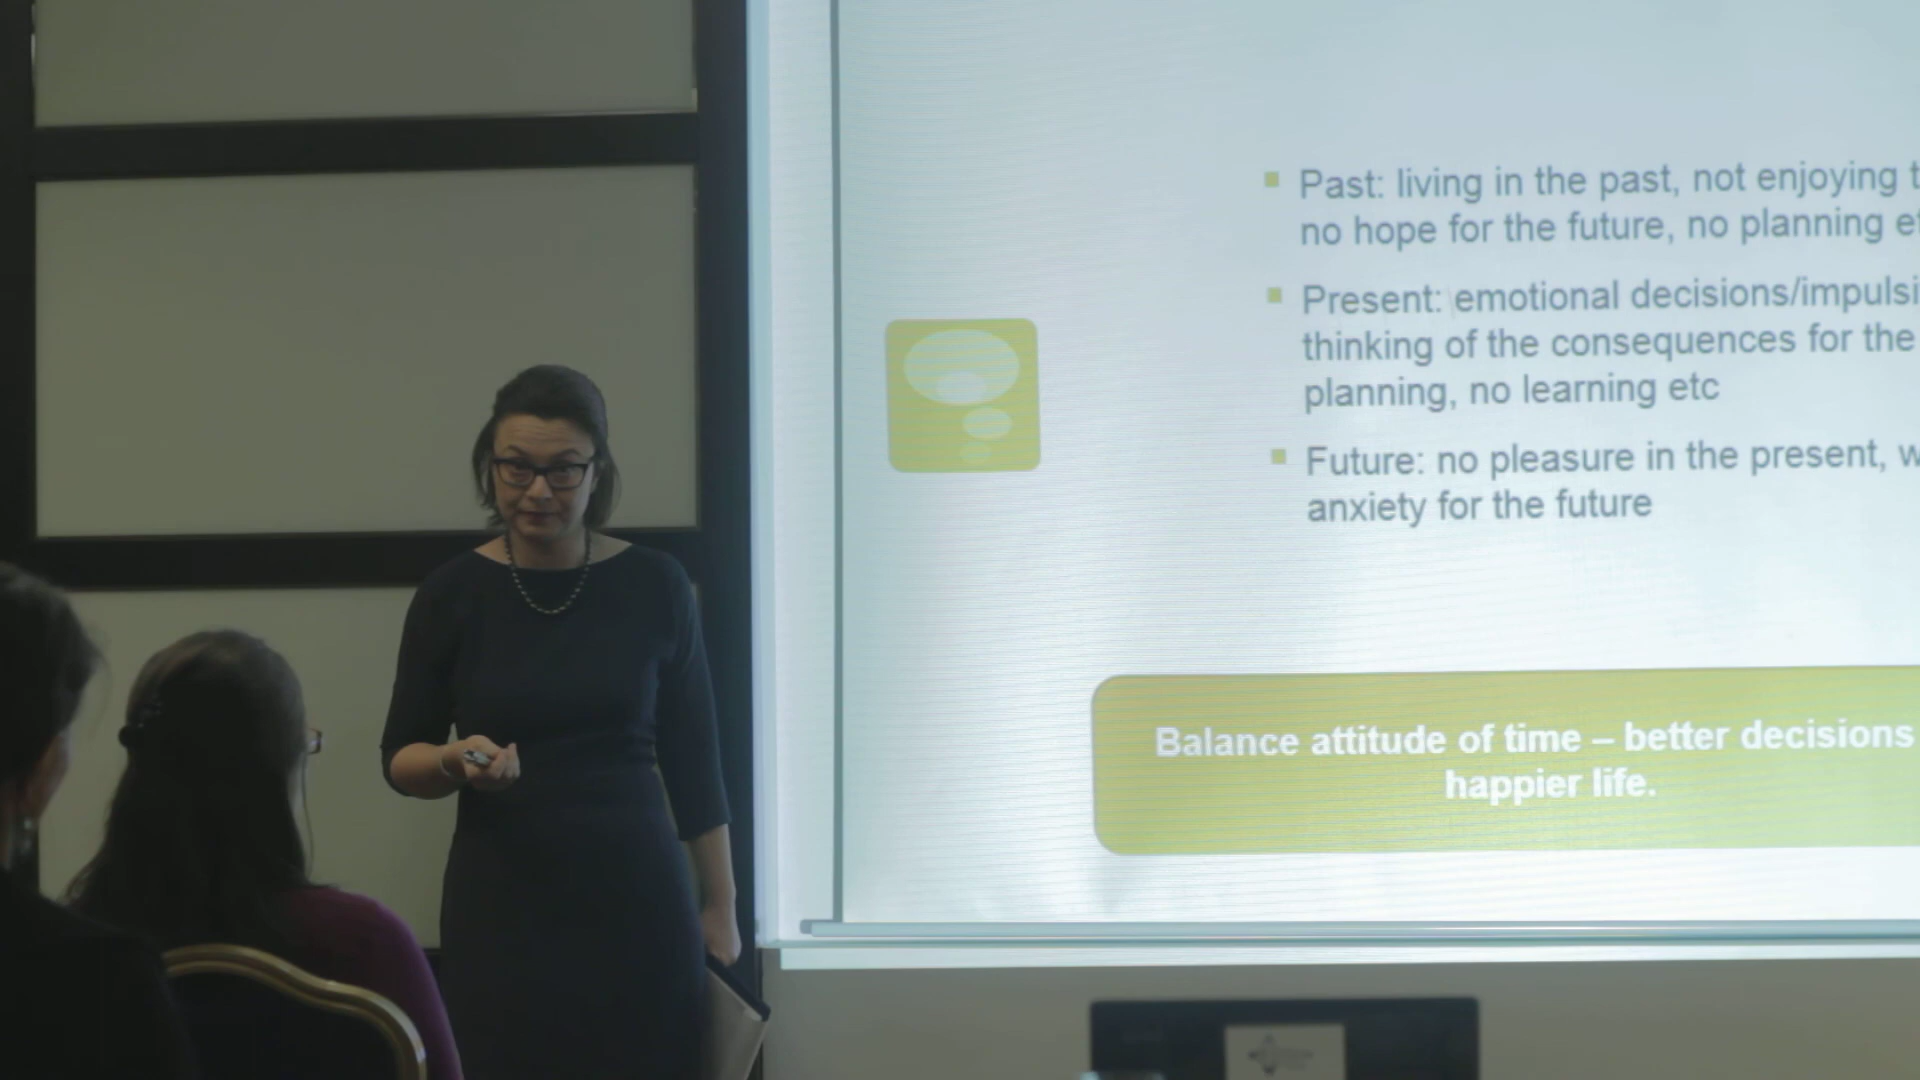 Past: living in the past, not enjoying
no hope for the future, no planning
Present: emotional decisions/impulsi
thinking of the consequences for the
planning, no learning etc
Future: no pleasure in the present,
anxiety for the future
Balance attitude of time – better decisions
happier life.